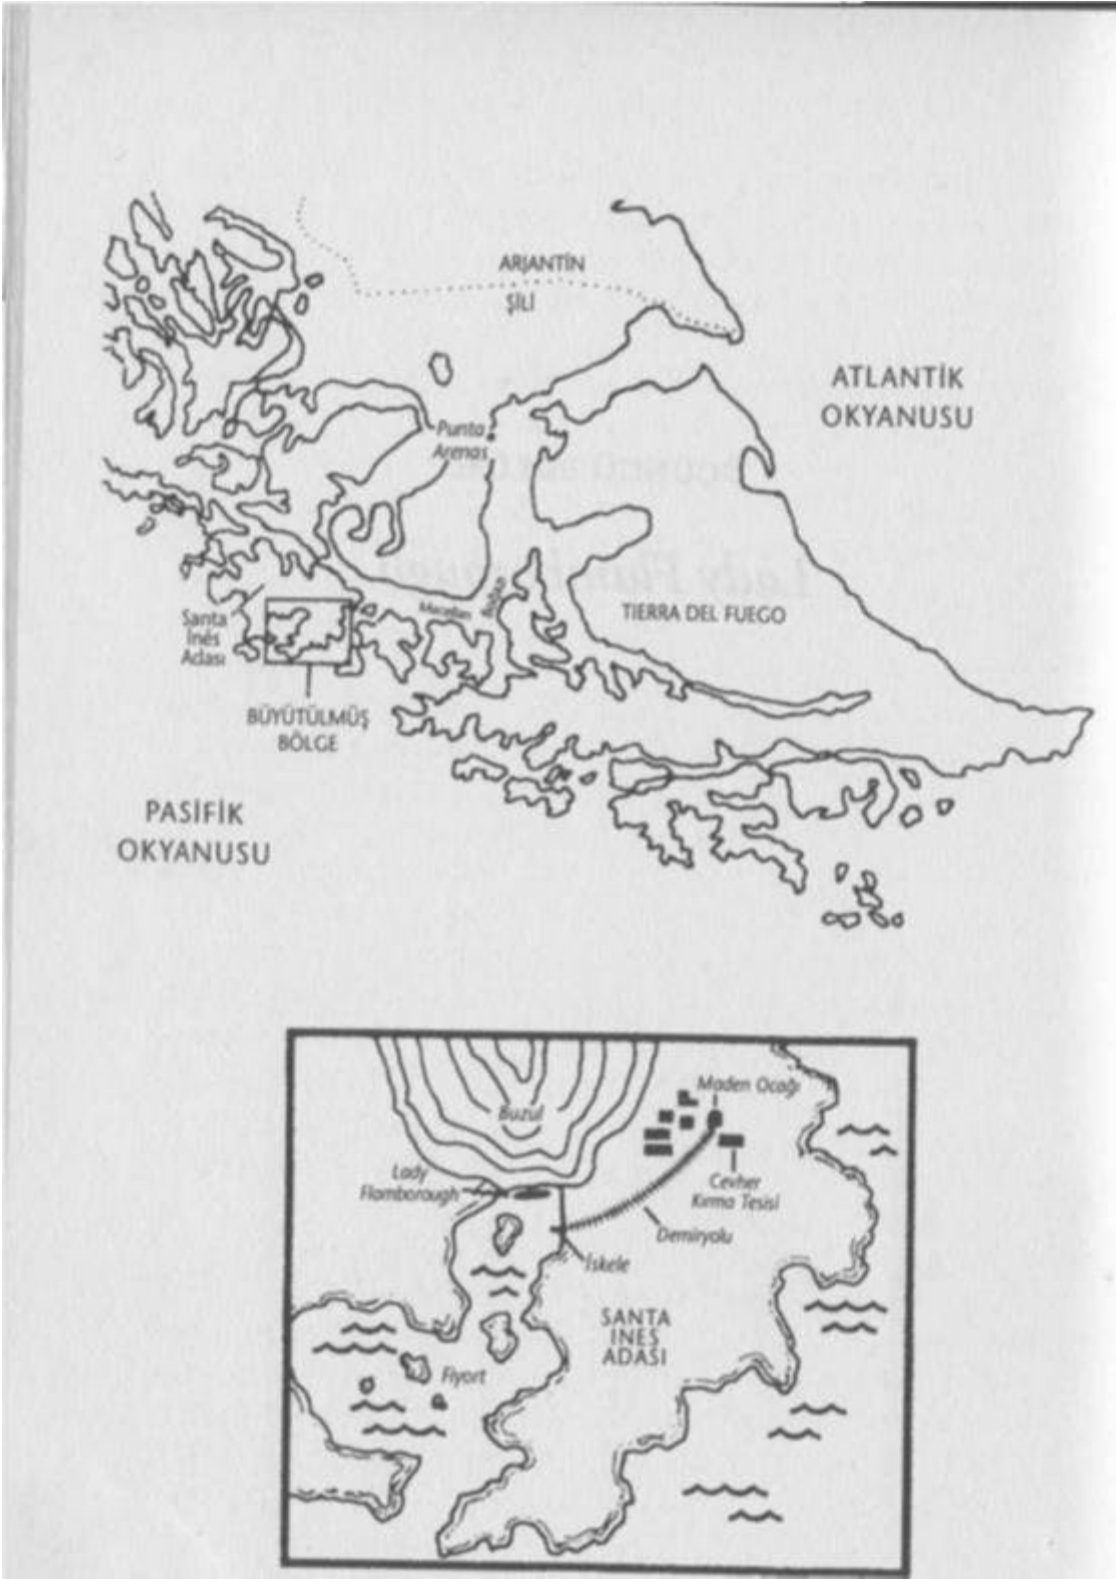 ARJANTİN
ŞİLİ
ATLANTİK
OKYANUSU
Punta
Arenas
Macellan
Boğazı
TIERRA DEL FUEGO
Santa
Inés
Adası
BÜYÜTÜLMÜŞ
BÖLGE
PASİFİK
OKYANUSU
Maden Ocağı
Buzul
Lady
Flamborough
Cevher
Kırma Tesisi
Demiryolu
İskele
SANTA
INES
ADASI
Fiyort